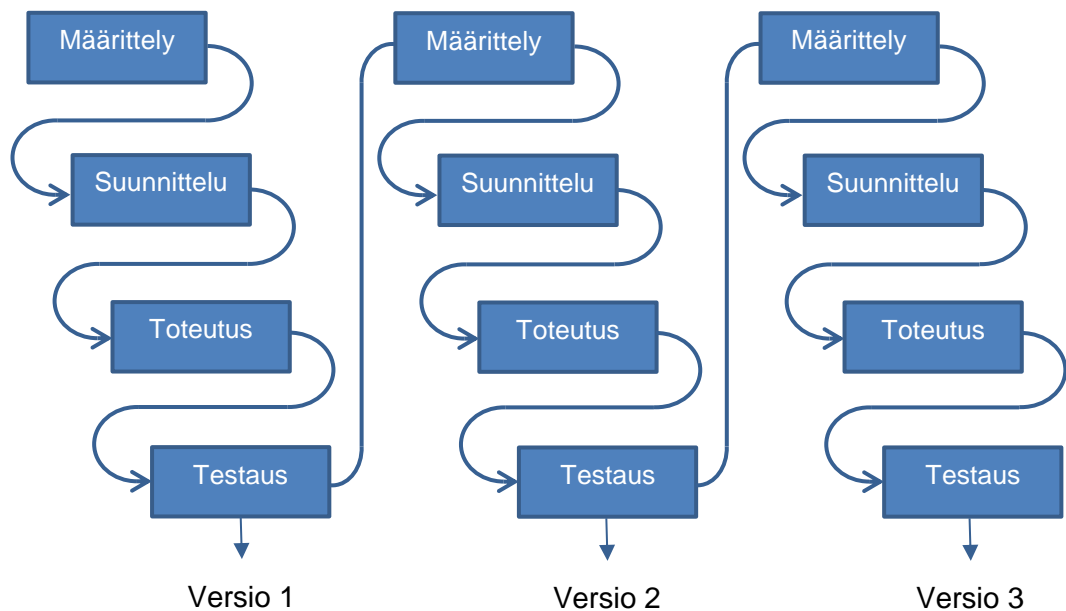 Määrittely
Suunnittelu
Toteutus
Testaus
Versio 1
Määrittely
Suunnittelu
Toteutus
Testaus
Versio 2
Määrittely
Suunnittelu
Toteutus
Testaus
Versio 3